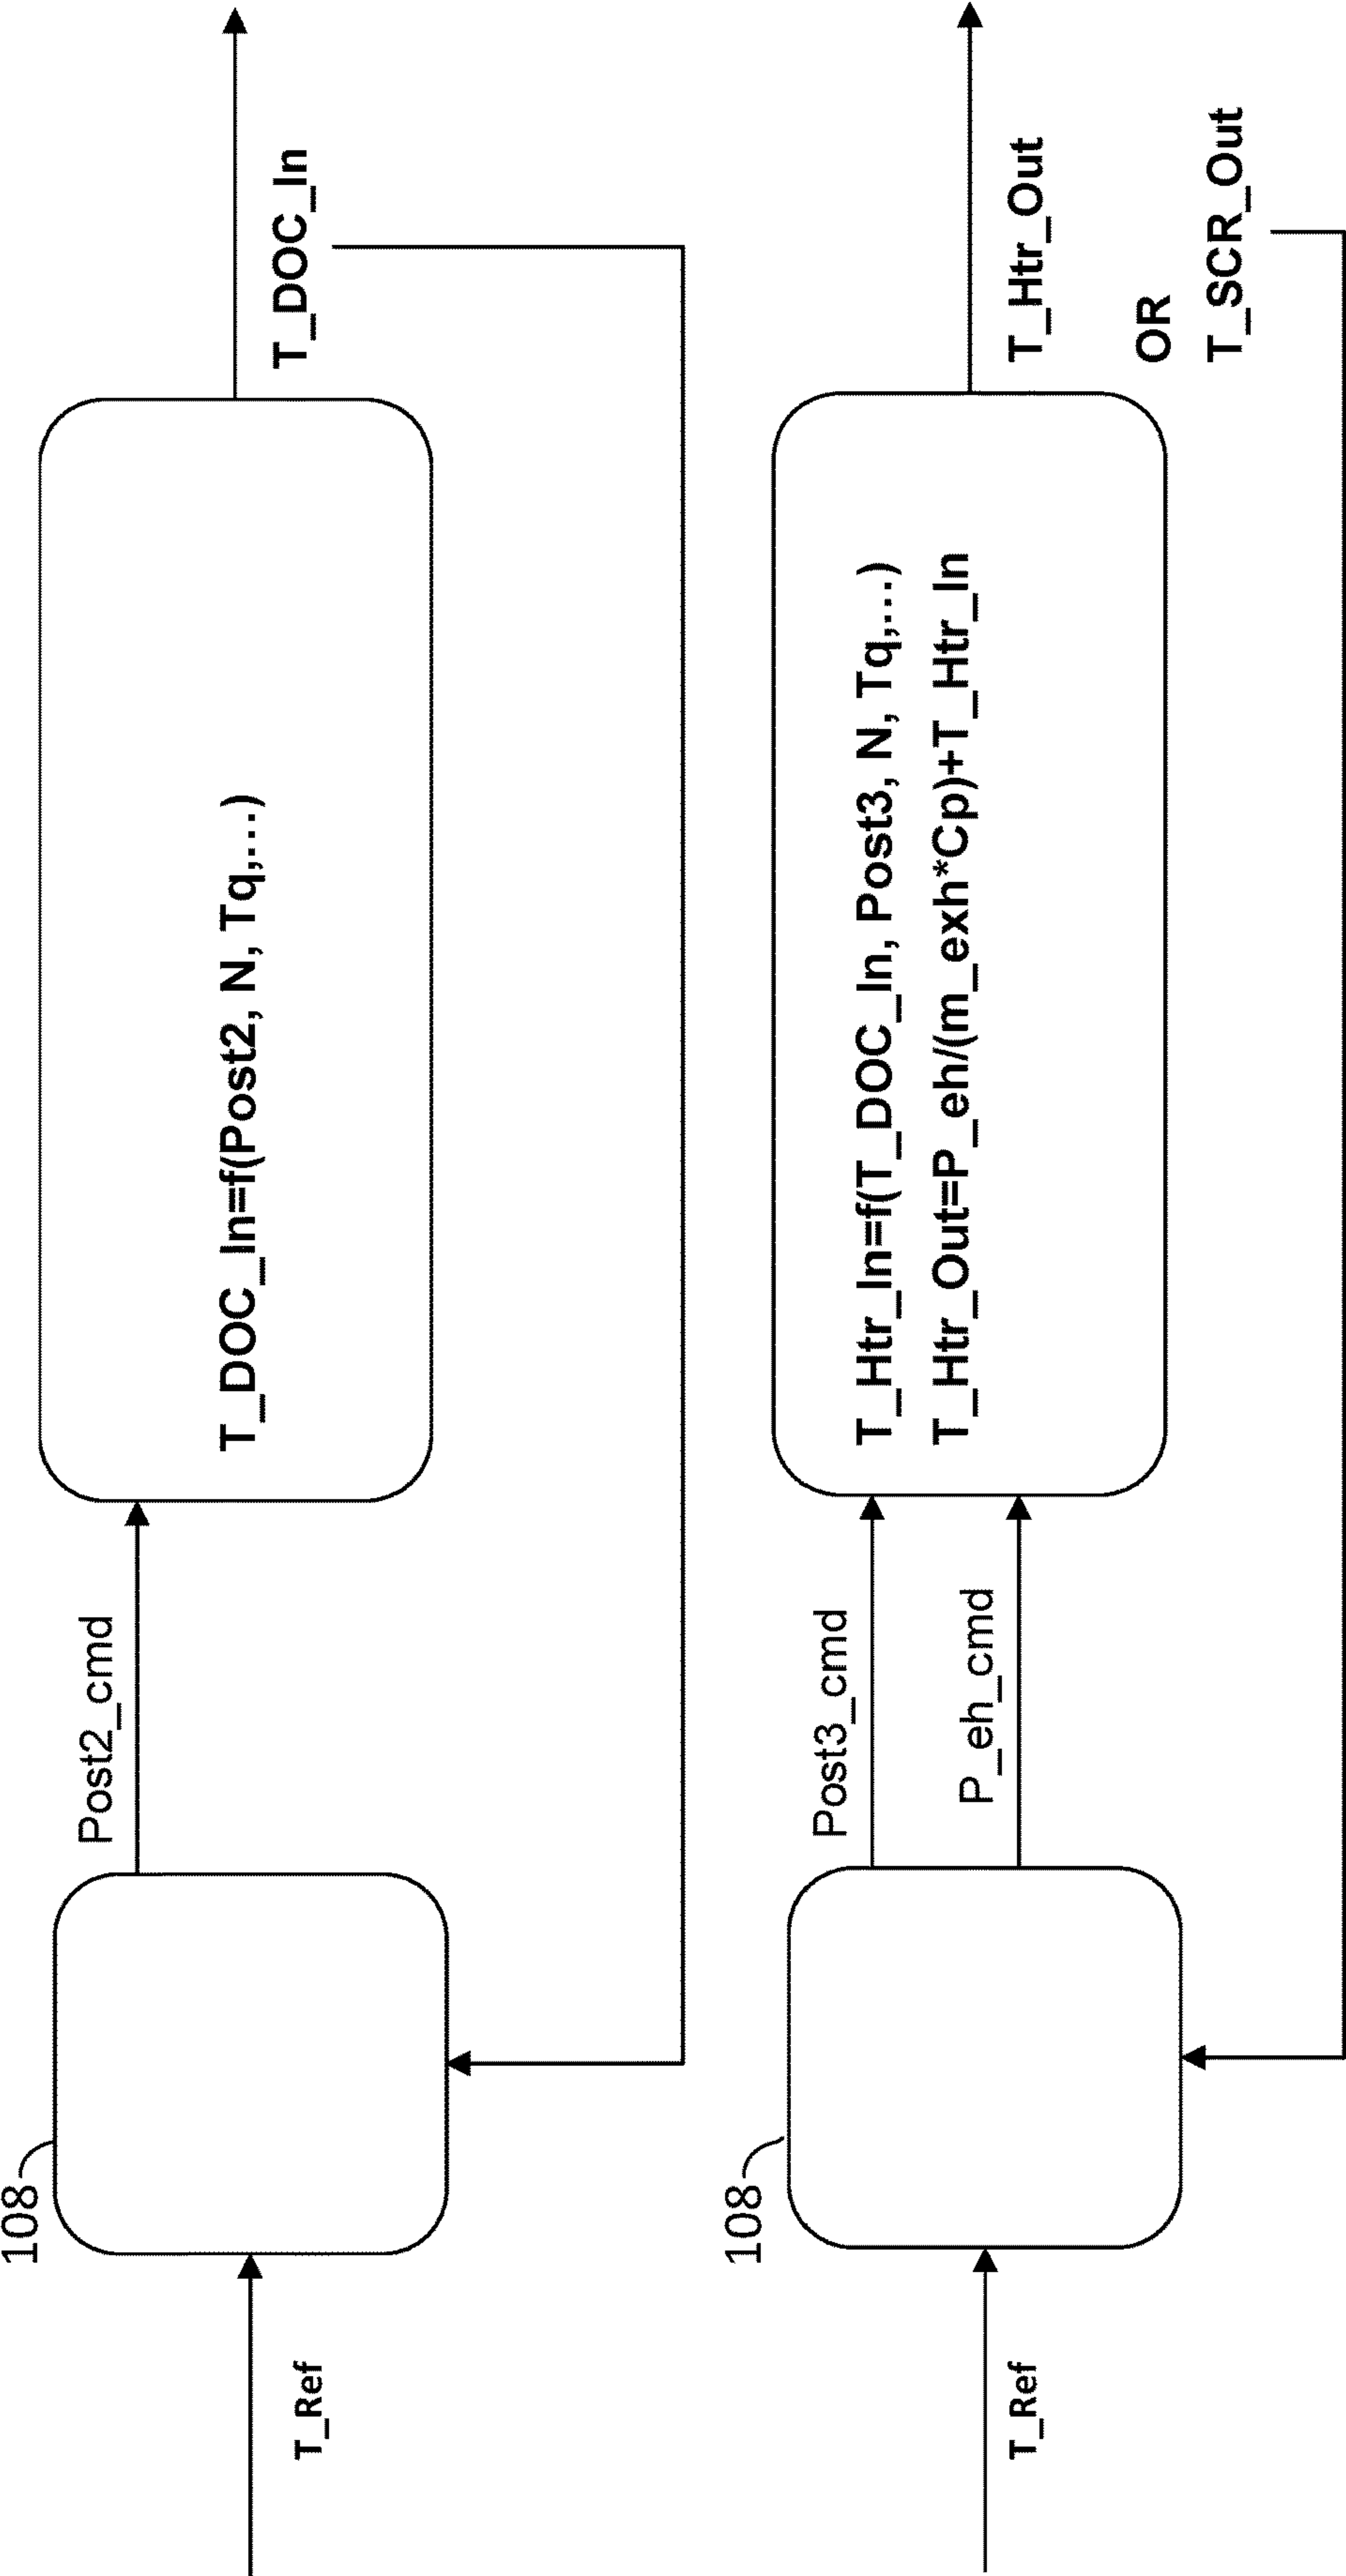 108
T_Ref
Post2_cmd
T_DOC_In=f(Post2, N, Tq,...)
T_DOC_In
108
T_Ref
Post3_cmd
P_eh_cmd
T_Htr_In=f(T_DOC_In, Post3, N, Tq,...)
T_Htr_Out=P_eh/(m_exh*Cp)+T_Htr_In
T_Htr_Out
OR
T_SCR_Out